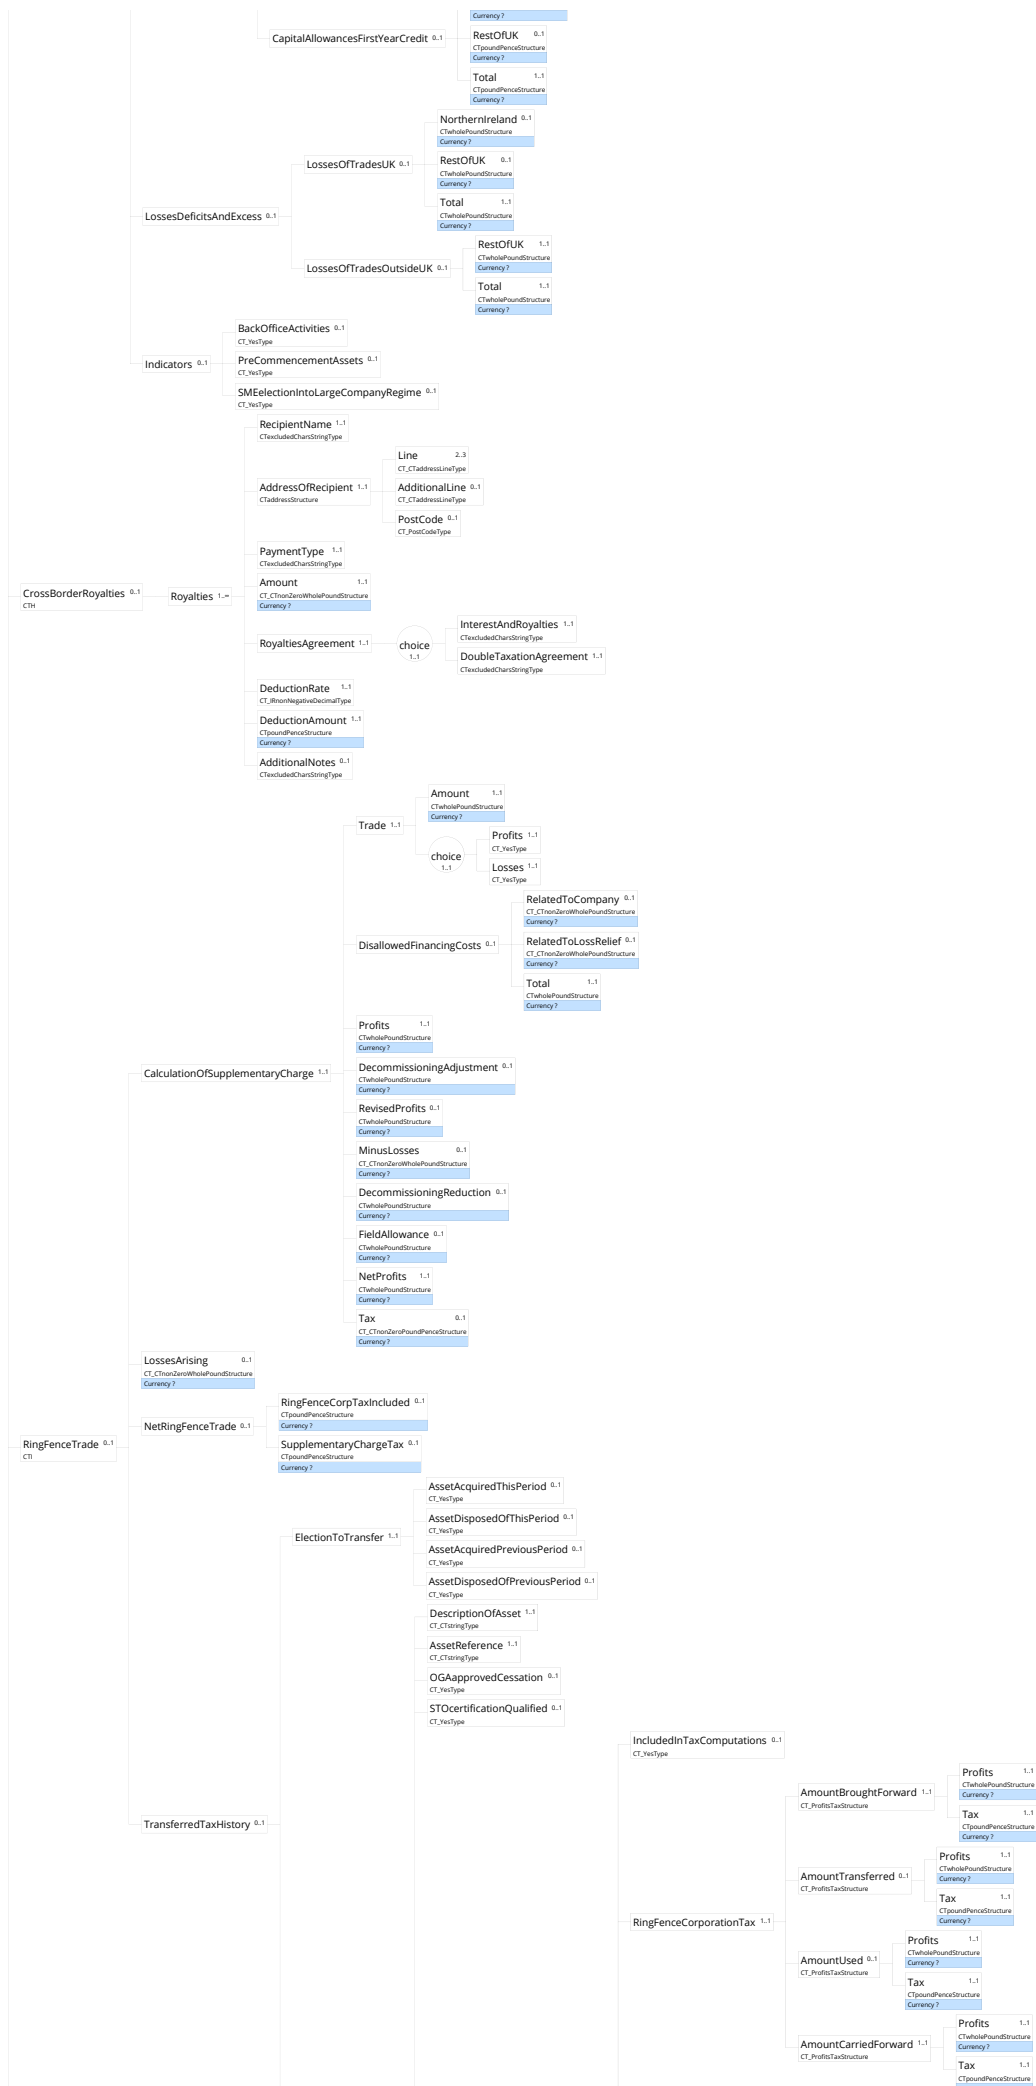 Currency ?
CapitalAllowancesFirstYearCredit 0..1
RestOfUK 0..1
CTpoundPenceStructure
Currency ?
Total 1..1
CTpoundPenceStructure
Currency ?
NorthernIreland 0..1
CTwholePoundStructure
Currency ?
LossesOfTradesUK 0..1
RestOfUK 0..1
CTwholePoundStructure
Currency ?
Total 1..1
CTwholePoundStructure
Currency ?
LossesDeficitsAndExcess 0..1
RestOfUK 1..1
CTwholePoundStructure
Currency ?
LossesOfTradesOutsideUK 0..1
Total 1..1
CTwholePoundStructure
Currency ?
BackOfficeActivities 0..1
CT_YesType
Indicators 0..1
PreCommencementAssets 0..1
CT_YesType
SMEelectionIntoLargeCompanyRegime 0..1
CT_YesType
RecipientName 1..1
CTexcludedCharsStringType
Line 2..3
CT_CTaddressLineType
AddressOfRecipient 1..1
CTaddressStructure
AdditionalLine 0..1
CT_CTaddressLineType
PostCode 0..1
CT_PostCodeType
PaymentType 1..1
CTexcludedCharsStringType
CrossBorderRoyalties 0..1
CTH
Royalties 1..∞
Amount 1..1
CT_CTnonZeroWholePoundStructure
Currency ?
InterestAndRoyalties 1..1
CTexcludedCharsStringType
RoyaltiesAgreement 1..1
choice
1..1
DoubleTaxationAgreement 1..1
CTexcludedCharsStringType
DeductionRate 1..1
CT_IRnonNegativeDecimalType
DeductionAmount 1..1
CTpoundPenceStructure
Currency ?
AdditionalNotes 0..1
CTexcludedCharsStringType
Amount 1..1
CTwholePoundStructure
Currency ?
Trade 1..1
Profits 1..1
CT_YesType
choice
1..1
Losses 1..1
CT_YesType
RelatedToCompany 0..1
CT_CTnonZeroWholePoundStructure
Currency ?
DisallowedFinancingCosts 0..1
RelatedToLossRelief 0..1
CT_CTnonZeroWholePoundStructure
Currency ?
Total 1..1
CTwholePoundStructure
Currency ?
Profits 1..1
CTwholePoundStructure
Currency ?
CalculationOfSupplementaryCharge 1..1
DecommissioningAdjustment 0..1
CTwholePoundStructure
Currency ?
RevisedProfits 0..1
CTwholePoundStructure
Currency ?
MinusLosses 0..1
CT_CTnonZeroWholePoundStructure
Currency ?
DecommissioningReduction 0..1
CTwholePoundStructure
Currency ?
FieldAllowance 0..1
CTwholePoundStructure
Currency ?
NetProfits 1..1
CTwholePoundStructure
Currency ?
Tax 0..1
CT_CTnonZeroPoundPenceStructure
Currency ?
LossesArising 0..1
CT_CTnonZeroWholePoundStructure
Currency ?
RingFenceCorpTaxIncluded 0..1
CTpoundPenceStructure
Currency ?
NetRingFenceTrade 0..1
RingFenceTrade 0..1
CTI
SupplementaryChargeTax 0..1
CTpoundPenceStructure
Currency ?
AssetAcquiredThisPeriod 0..1
CT_YesType
AssetDisposedOfThisPeriod 0..1
CT_YesType
ElectionToTransfer 1..1
AssetAcquiredPreviousPeriod 0..1
CT_YesType
AssetDisposedOfPreviousPeriod 0..1
CT_YesType
DescriptionOfAsset 1..1
CT_CTstringType
AssetReference 1..1
CT_CTstringType
OGAapprovedCessation 0..1
CT_YesType
STOcertificationQualified 0..1
CT_YesType
IncludedInTaxComputations 0..1
CT_YesType
Profits 1..1
CTwholePoundStructure
Currency ?
AmountBroughtForward 1..1
CT_ProfitsTaxStructure
Tax 1..1
CTpoundPenceStructure
Currency ?
TransferredTaxHistory 0..1
Profits 1..1
CTwholePoundStructure
Currency ?
AmountTransferred 0..1
CT_ProfitsTaxStructure
Tax 1..1
CTpoundPenceStructure
Currency ?
RingFenceCorporationTax 1..1
Profits 1..1
CTwholePoundStructure
Currency ?
AmountUsed 0..1
CT_ProfitsTaxStructure
Tax 1..1
CTpoundPenceStructure
Currency ?
Profits 1..1
CTwholePoundStructure
Currency ?
AmountCarriedForward 1..1
CT_ProfitsTaxStructure
Tax 1..1
CTpoundPenceStructure